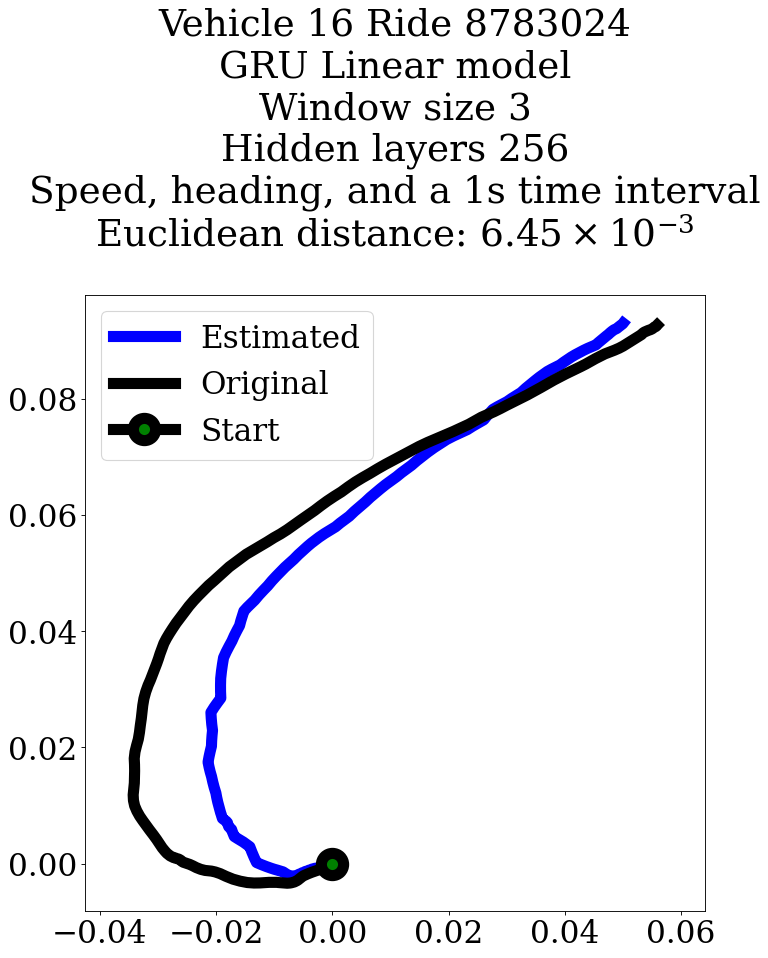 Vehicle 16 Ride 8783024
GRU Linear model
Window size 3
Hidden layers 256
Speed, heading, and a 1s time interval
Euclidean distance: 6.45 × 10⁻³
Estimated
Original
Start
0.08
0.06
0.04
0.02
0.00
−0.04 −0.02 0.00 0.02 0.04 0.06